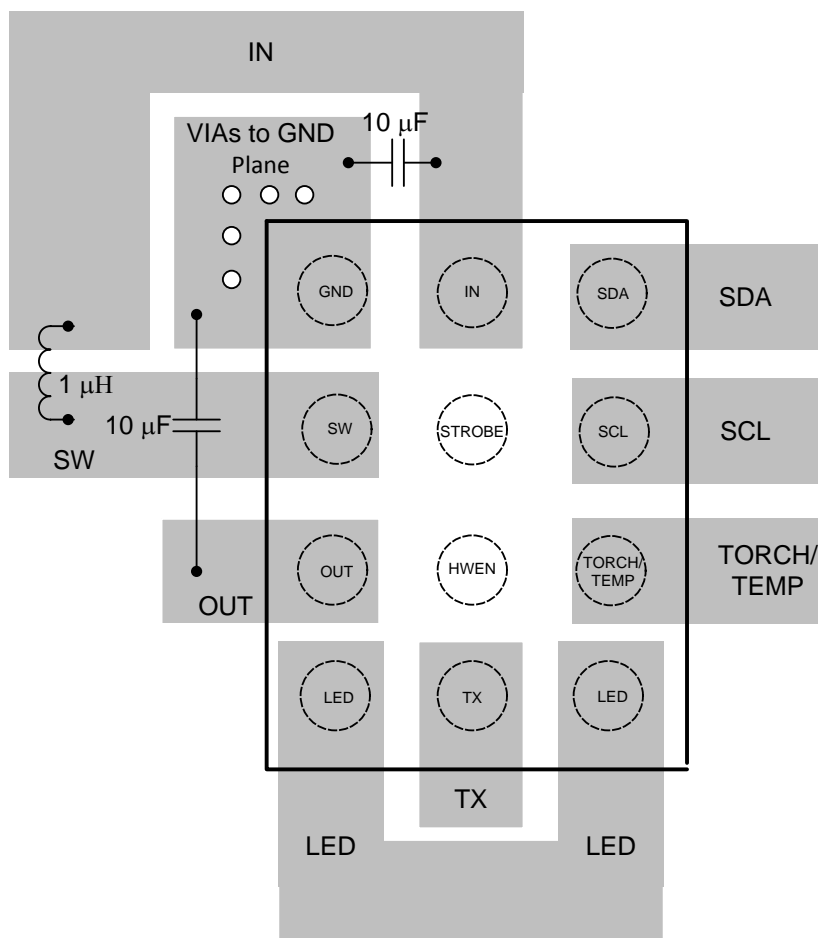 IN
10 µF
VIAs to GND
Plane
GND
IN
SDA
SDA
1 µH
10 µF
SW
SW
STROBE
SCL
SCL
OUT
OUT
HWEN
TORCH/
TEMP
TORCH/
TEMP
LED
TX
LED
TX
LED
LED